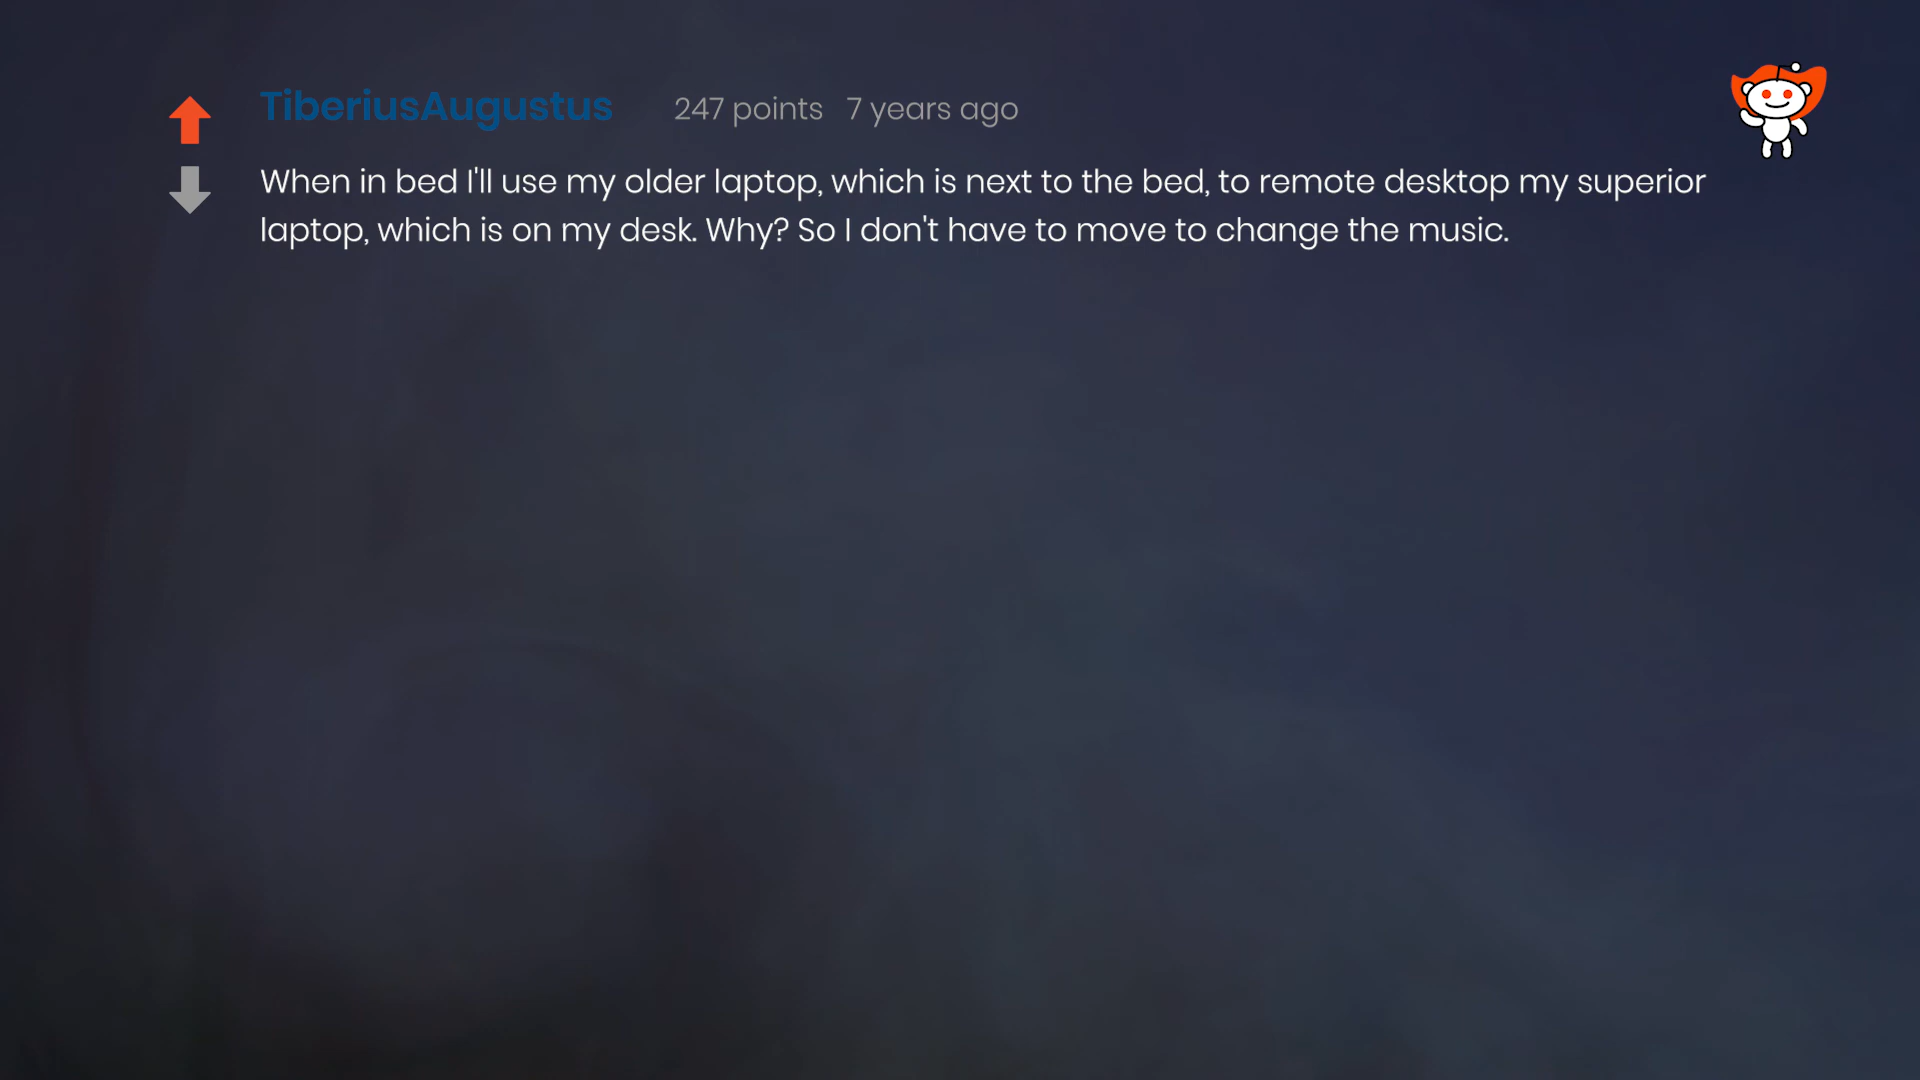 TiberiusAugustus 247 points 7 years ago
When in bed I'll use my older laptop, which is next to the bed, to remote desktop my superior
laptop, which is on my desk. Why? So I don't have to move to change the music.